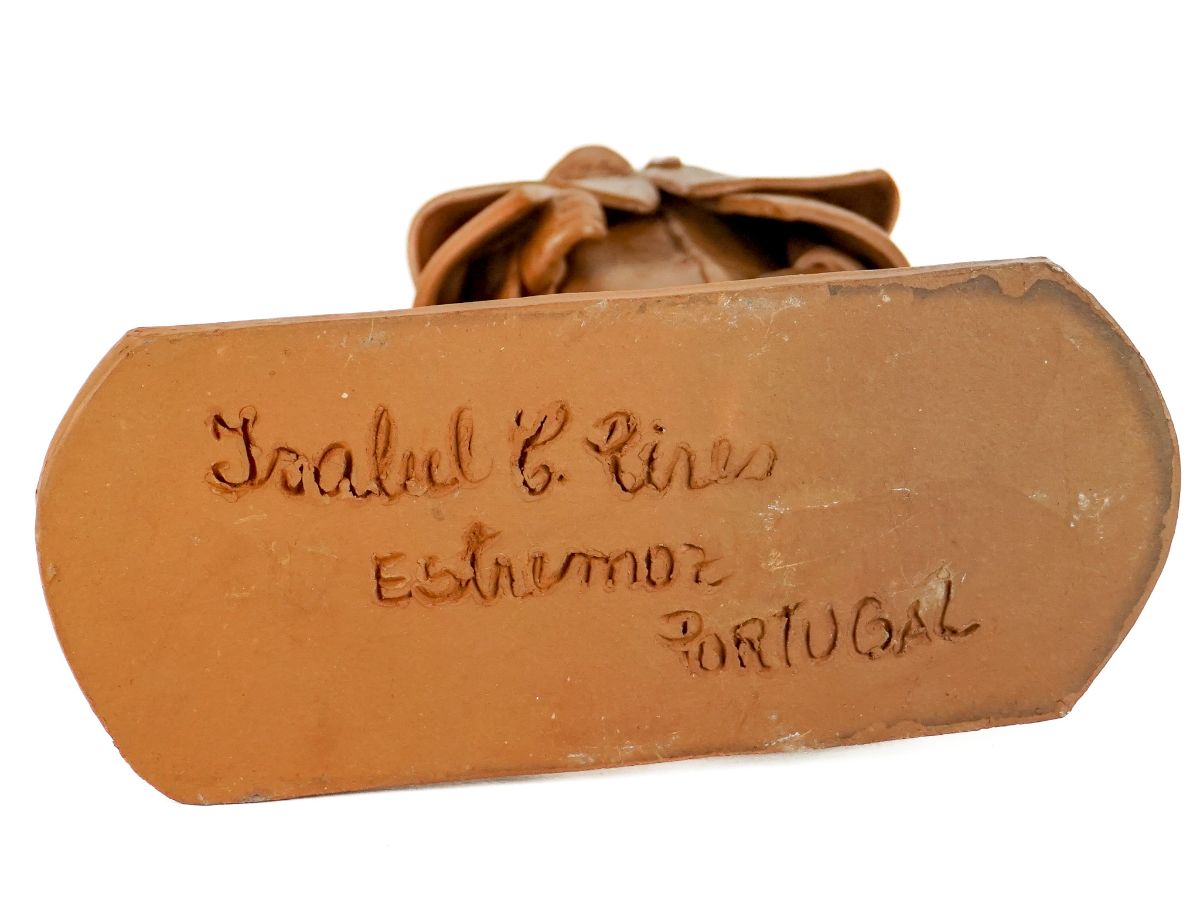 Isabel C. Pires
Estremoz
PORTUGAL